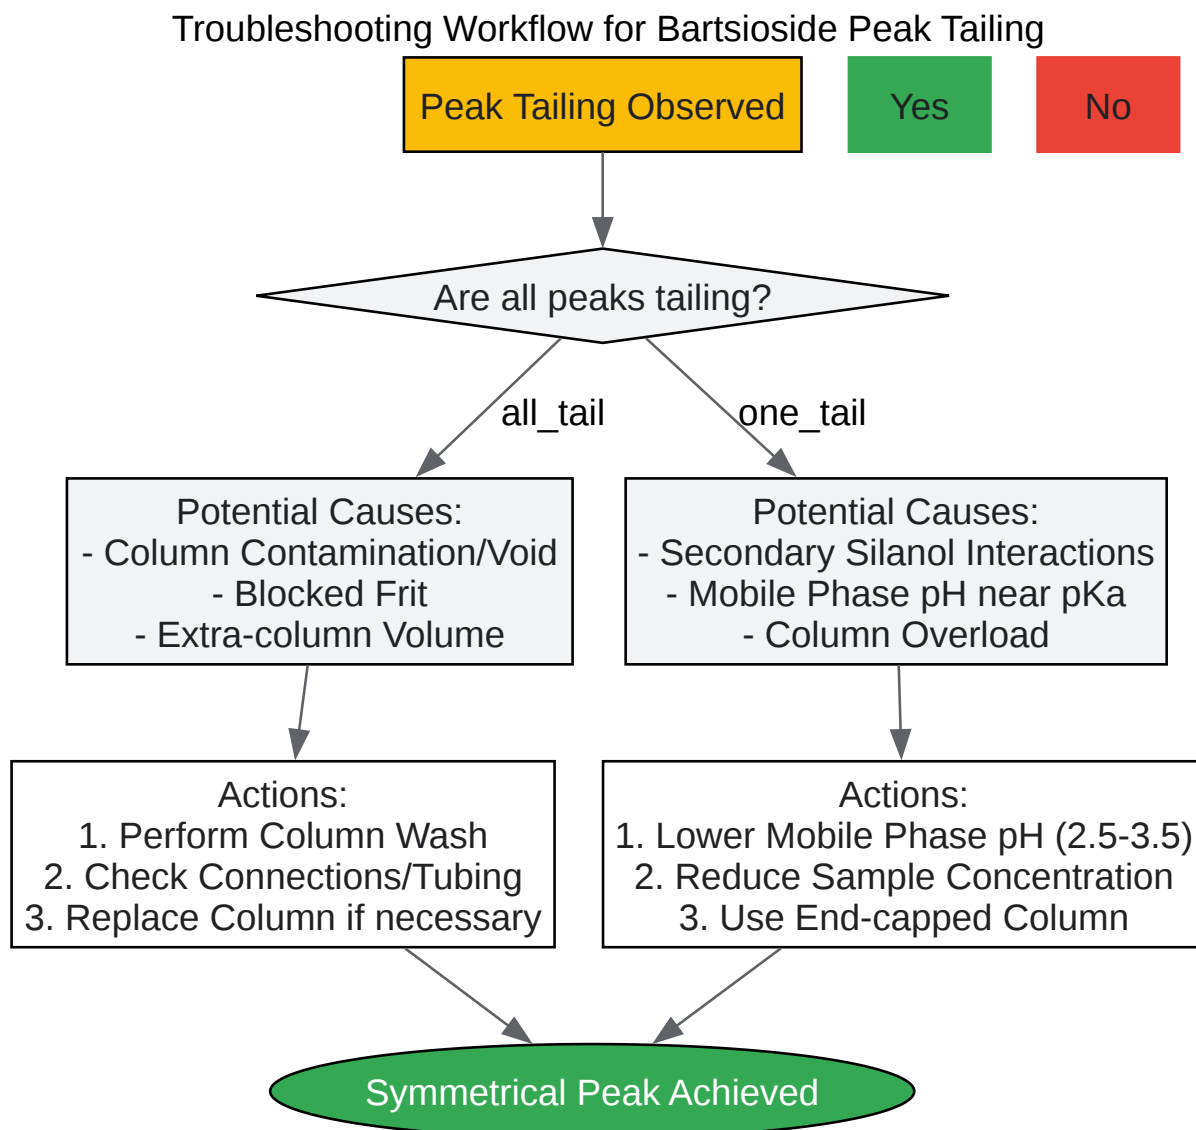 Troubleshooting Workflow for Bartsioside Peak Tailing
Peak Tailing Observed
Yes
No
Are all peaks tailing?
all_tail
one_tail
Potential Causes:
- Column Contamination/Void
- Blocked Frit
- Extra-column Volume
Potential Causes:
- Secondary Silanol Interactions
- Mobile Phase pH near pKa
- Column Overload
Actions:
1. Perform Column Wash
2. Check Connections/Tubing
3. Replace Column if necessary
Actions:
1. Lower Mobile Phase pH (2.5-3.5)
2. Reduce Sample Concentration
3. Use End-capped Column
Symmetrical Peak Achieved